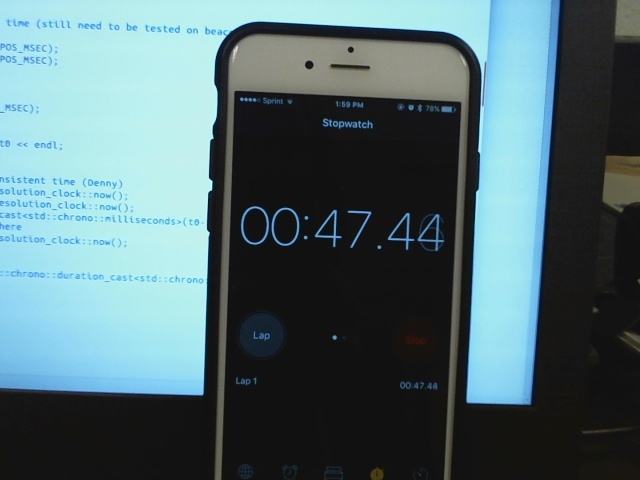 time (still need to be tested on beac
POS_MSEC);
POS_MSEC);
_MSEC);
t0 << endl;
nsistent time (Denny)
solution_clock::now();
esolution_clock::now();
cast<std::chrono::milliseconds>(t0-
here
solution_clock::now();
::chrono::duration_cast<std::chrono:
Sprint 1:59 PM 78%
Stopwatch
00:47.44
Lap Stop
Lap 1 00:47.44